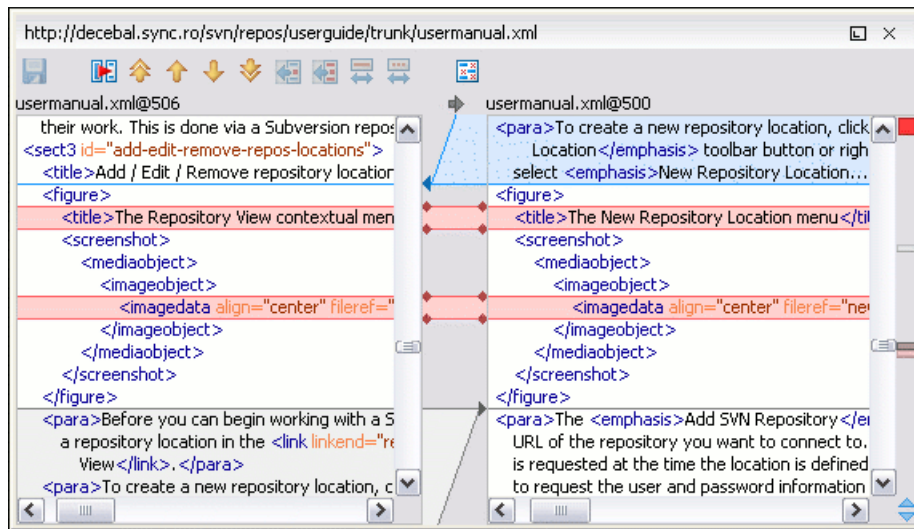 http://decebal.sync.ro/svn/repos/userguide/trunk/usermanual.xml
usermanual.xml@506
their work. This is done via a Subversion repos
<sect3 id="add-edit-remove-repos-locations">
<title>Add / Edit / Remove repository location
<figure>
<title>The Repository View contextual men
<screenshot>
<mediaobject>
<imageobject>
<imagedata align="center" fileref="
</imageobject>
</mediaobject>
</screenshot>
</figure>
<para>Before you can begin working with a S
a repository location in the <link linkend="re
View</link>.</para>
<para>To create a new repository location, c
usermanual.xml@500
<para>To create a new repository location, click
Location</emphasis> toolbar button or righ
select <emphasis>New Repository Location...
<figure>
<title>The New Repository Location menu</tit
<screenshot>
<mediaobject>
<imageobject>
<imagedata align="center" fileref="ne
</imageobject>
</mediaobject>
</screenshot>
</figure>
<para>The <emphasis>Add SVN Repository</e
URL of the repository you want to connect to.
is requested at the time the location is defined
to request the user and password information